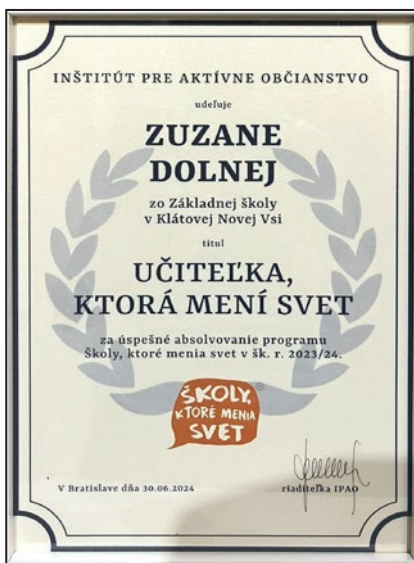 INŠTITÚT PRE AKTÍVNE OBČIANSTVO
udeľuje
ZUZANE
DOLNEJ
zo Základnej školy
v Klátovej Novej Vsi
titul
UČITEĽKA,
KTORÁ MENÍ SVET
za úspešné absolvovanie programu
Školy, ktoré menia svet v šk. r. 2023/24.
ŠKOLY,
KTORÉ MENIA
SVET
®
V Bratislave dňa 30.06.2024
riaditeľka IPAO